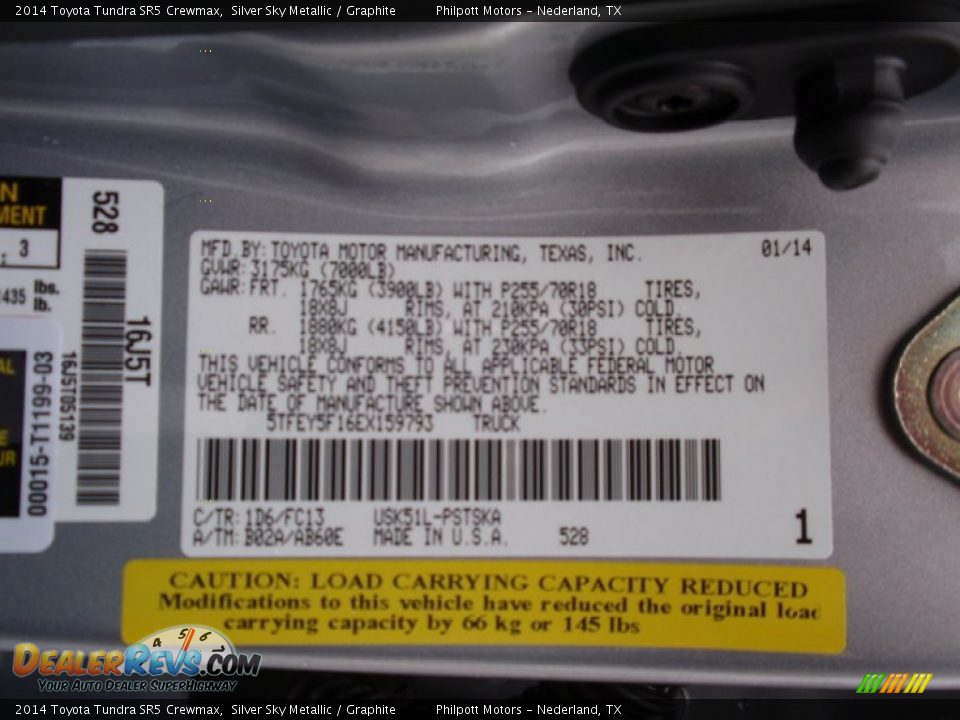 2014 Toyota Tundra SR5 Crewmax, Silver Sky Metallic / Graphite Philpott Motors - Nederland, TX
MENT
3
1435 lbs.
lb.
528
16J5T
16J5T05139
00015-T1199-03
MFD.BY: TOYOTA MOTOR MANUFACTURING, TEXAS, INC. 01/14
GVWR: 3175KG (7000LB)
GAWR: FRT. 1765KG (3900LB) WITH P255/70R18 TIRES,
18X8J RIMS, AT 210KPA (30PSI) COLD.
RR. 1880KG (4150LB) WITH P255/70R18 TIRES,
18X8J RIMS, AT 230KPA (33PSI) COLD.
THIS VEHICLE CONFORMS TO ALL APPLICABLE FEDERAL MOTOR
VEHICLE SAFETY AND THEFT PREVENTION STANDARDS IN EFFECT ON
THE DATE OF MANUFACTURE SHOWN ABOVE.
5TFEY5F16EX159793 TRUCK
C/TR: 1D6/FC13 USK51L-PSTSKA
A/TM: B02A/AB60E MADE IN U.S.A. 528 1
CAUTION: LOAD CARRYING CAPACITY REDUCED
Modifications to this vehicle have reduced the original load
carrying capacity by 66 kg or 145 lbs
4 5 6 7
DealerRevs.com
Your Auto Dealer SuperHighway
2014 Toyota Tundra SR5 Crewmax, Silver Sky Metallic / Graphite Philpott Motors - Nederland, TX